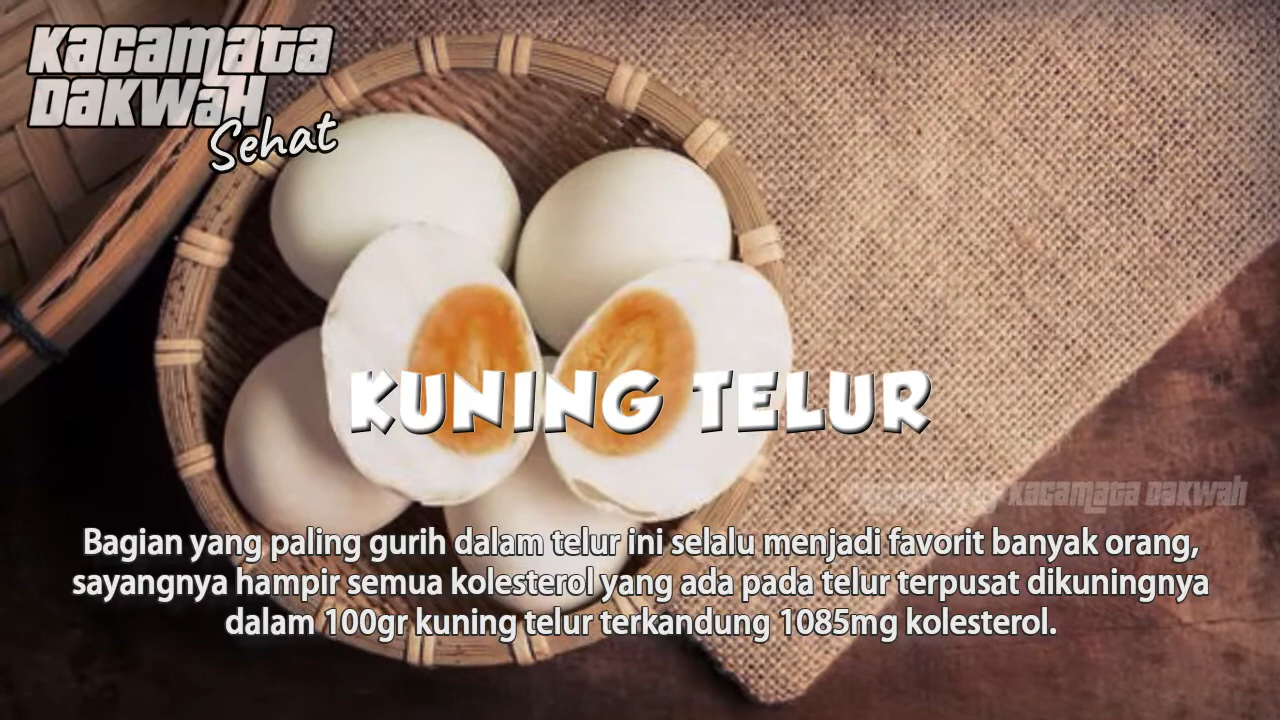 Kacamata
Dakwah
Sehat
KUNING TELUR
Kacamata Dakwah
Bagian yang paling gurih dalam telur ini selalu menjadi favorit banyak orang,
sayangnya hampir semua kolesterol yang ada pada telur terpusat dikuningnya
dalam 100gr kuning telur terkandung 1085mg kolesterol.